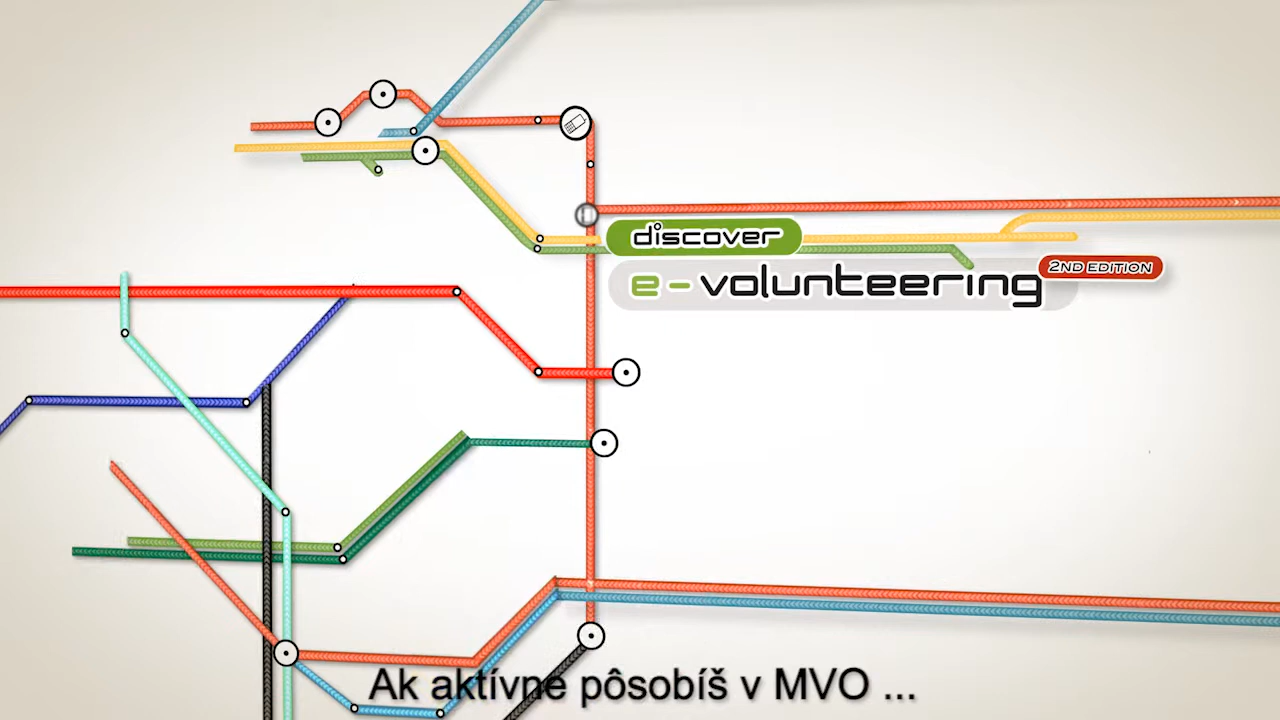 discover
e-volunteering
2ND EDITION
Ak aktívne pôsobíš v MVO ...